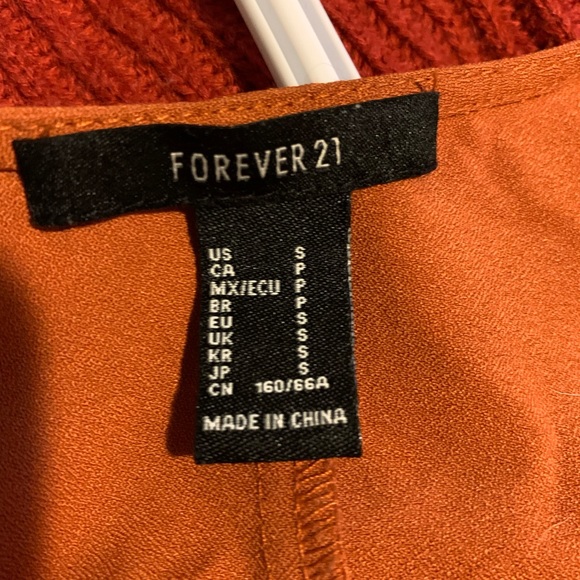 FOREVER 21
US S
CA P
MX/ECU P
BR P
EU S
UK S
KR S
JP S
CN 160/66A
MADE IN CHINA